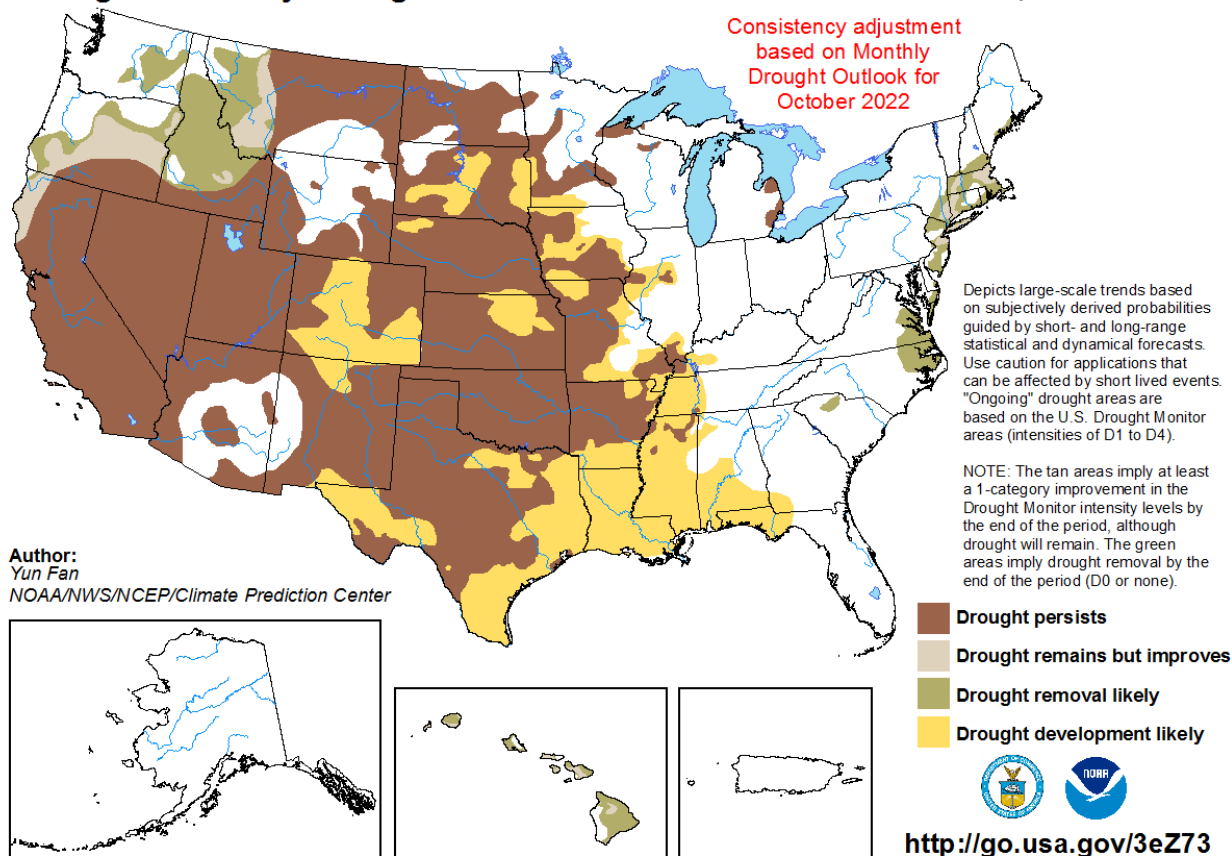 Consistency adjustment
based on Monthly
Drought Outlook for
October 2022
Depicts large-scale trends based
on subjectively derived probabilities
guided by short- and long-range
statistical and dynamical forecasts.
Use caution for applications that
can be affected by short lived events.
"Ongoing" drought areas are
based on the U.S. Drought Monitor
areas (intensities of D1 to D4).
NOTE: The tan areas imply at least
a 1-category improvement in the
Drought Monitor intensity levels by
the end of the period, although
drought will remain. The green
areas imply drought removal by the
end of the period (D0 or none).
Author:
Yun Fan
NOAA/NWS/NCEP/Climate Prediction Center
Drought persists
Drought remains but improves
Drought removal likely
Drought development likely
NOAA
http://go.usa.gov/3eZ73